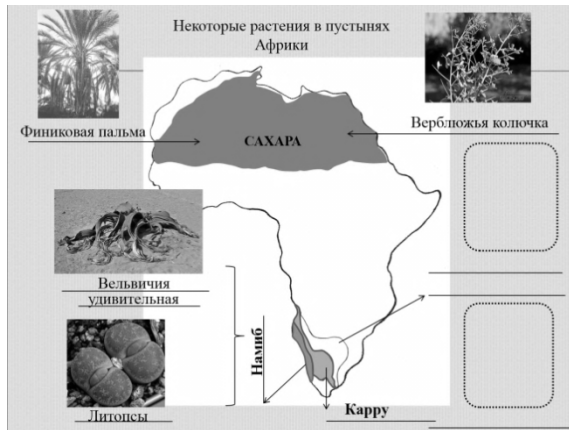 Некоторые растения в пустынях
Африки
Финиковая пальма
Верблюжья колючка
САХАРА
Вельвичия
удивительная
Намиб
Литопсы
Карру